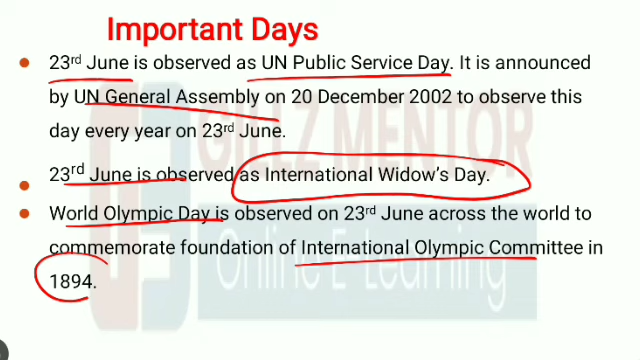 Important Days
• 23rd June is observed as UN Public Service Day. It is announced
by UN General Assembly on 20 December 2002 to observe this
day every year on 23rd June.
• 23rd June is observed as International Widow's Day.
• World Olympic Day is observed on 23rd June across the world to
commemorate foundation of International Olympic Committee in
1894.
GILLZ MENTOR
Online E-Learning